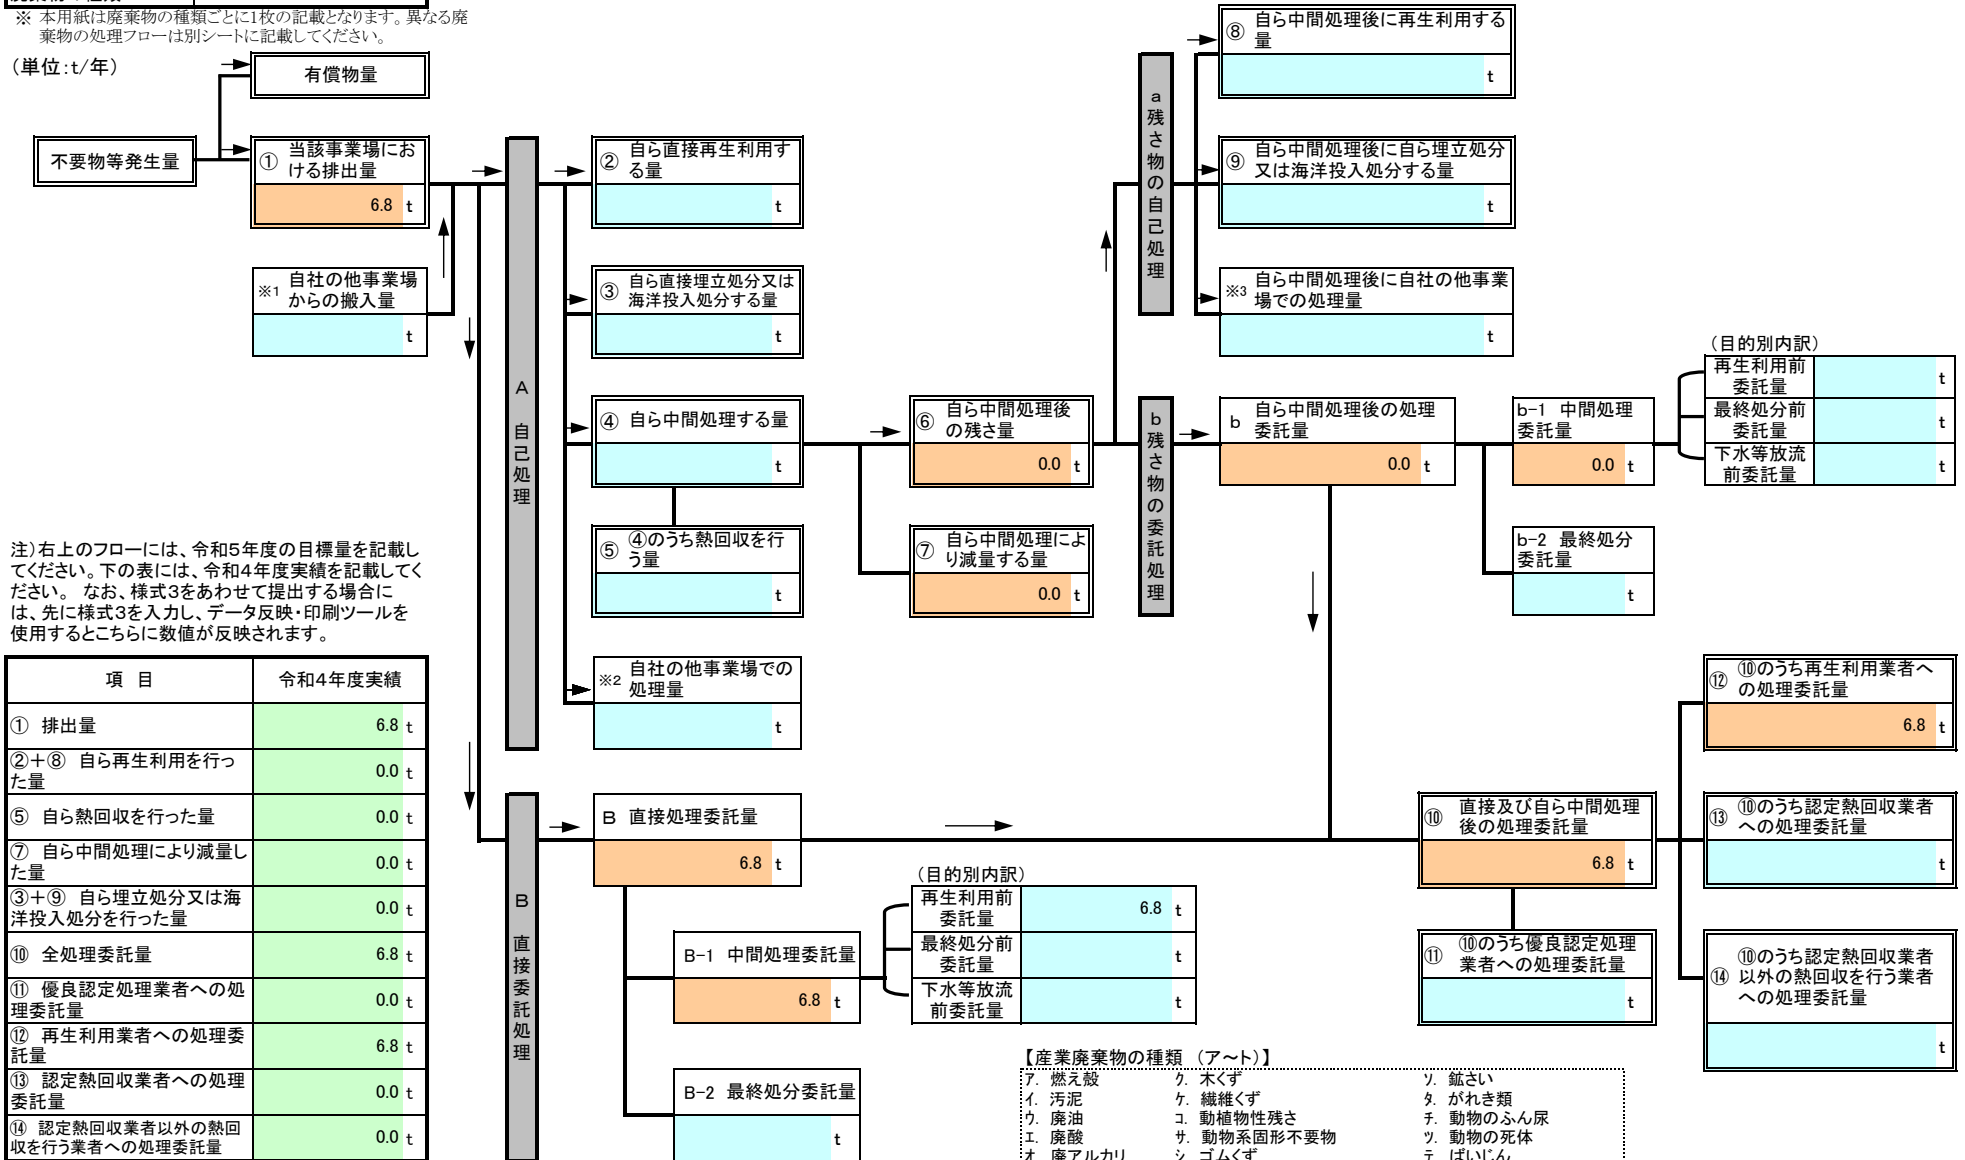 ※ 本用紙は廃棄物の種類ごとに1枚の記載となります。異なる廃
棄物の処理フローは別シートに記載してください。
(単位:t/年)
有償物量
不要物等発生量
① 当該事業場にお
ける排出量
6.8 t
※1 自社の他事業場
からの搬入量
t
A 自己処理
② 自ら直接再生利用す
る量
t
③ 自ら直接埋立処分又は
海洋投入処分する量
t
④ 自ら中間処理する量
t
⑤ ④のうち熱回収を行
う量
t
※2 自社の他事業場での
処理量
t
⑥ 自ら中間処理後
の残さ量
0.0 t
⑦ 自ら中間処理によ
り減量する量
0.0 t
a 残さ物の自己処理
⑧ 自ら中間処理後に再生利用する
量
t
⑨ 自ら中間処理後に自ら埋立処分
又は海洋投入処分する量
t
※3 自ら中間処理後に自社の他事業
場での処理量
t
b 残さ物の委託処理
b 自ら中間処理後の処理
委託量
0.0 t
b-1 中間処理
委託量
0.0 t
(目的別内訳)
再生利用前
委託量
t
最終処分前
委託量
t
下水等放流
前委託量
t
b-2 最終処分
委託量
t
注)右上のフローには、令和5年度の目標量を記載し
てください。下の表には、令和4年度実績を記載してく
ださい。 なお、様式3をあわせて提出する場合に
は、先に様式3を入力し、データ反映・印刷ツールを
使用するとこちらに数値が反映されます。
項 目 令和4年度実績
① 排出量 6.8 t
②+⑧ 自ら再生利用を行っ
た量 0.0 t
⑤ 自ら熱回収を行った量 0.0 t
⑦ 自ら中間処理により減量し
た量 0.0 t
③+⑨ 自ら埋立処分又は海
洋投入処分を行った量 0.0 t
⑩ 全処理委託量 6.8 t
⑪ 優良認定処理業者への処
理委託量 0.0 t
⑫ 再生利用業者への処理委
託量 6.8 t
⑬ 認定熱回収業者への処理
委託量 0.0 t
⑭ 認定熱回収業者以外の熱回
収を行う業者への処理委託量 0.0 t
B 直接委託処理
B 直接処理委託量
6.8 t
B-1 中間処理委託量
6.8 t
(目的別内訳)
再生利用前
委託量
6.8 t
最終処分前
委託量
t
下水等放流
前委託量
t
B-2 最終処分委託量
t
⑩ 直接及び自ら中間処理
後の処理委託量
6.8 t
⑪ ⑩のうち優良認定処理
業者への処理委託量
t
⑫ ⑩のうち再生利用業者へ
の処理委託量
6.8 t
⑬ ⑩のうち認定熱回収業者
への処理委託量
t
⑭ ⑩のうち認定熱回収業者
以外の熱回収を行う業者
への処理委託量
t
【産業廃棄物の種類 (ア~ト)】
ア. 燃え殻 ク. 木くず ソ. 鉱さい
イ. 汚泥 ケ. 繊維くず タ. がれき類
ウ. 廃油 コ. 動植物性残さ チ. 動物のふん尿
エ. 廃酸 サ. 動物系固形不要物 ツ. 動物の死体
オ. 廃アルカリ シ. ゴムくず テ. ばいじん